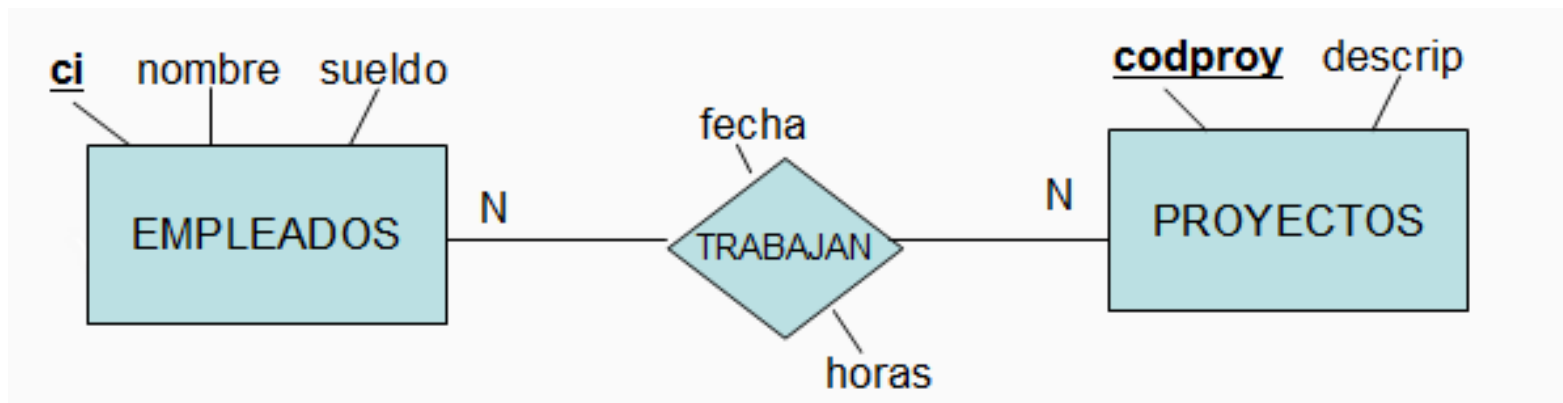 ci nombre sueldo
codproy descrip
fecha
EMPLEADOS N TRABAJAN N PROYECTOS
horas